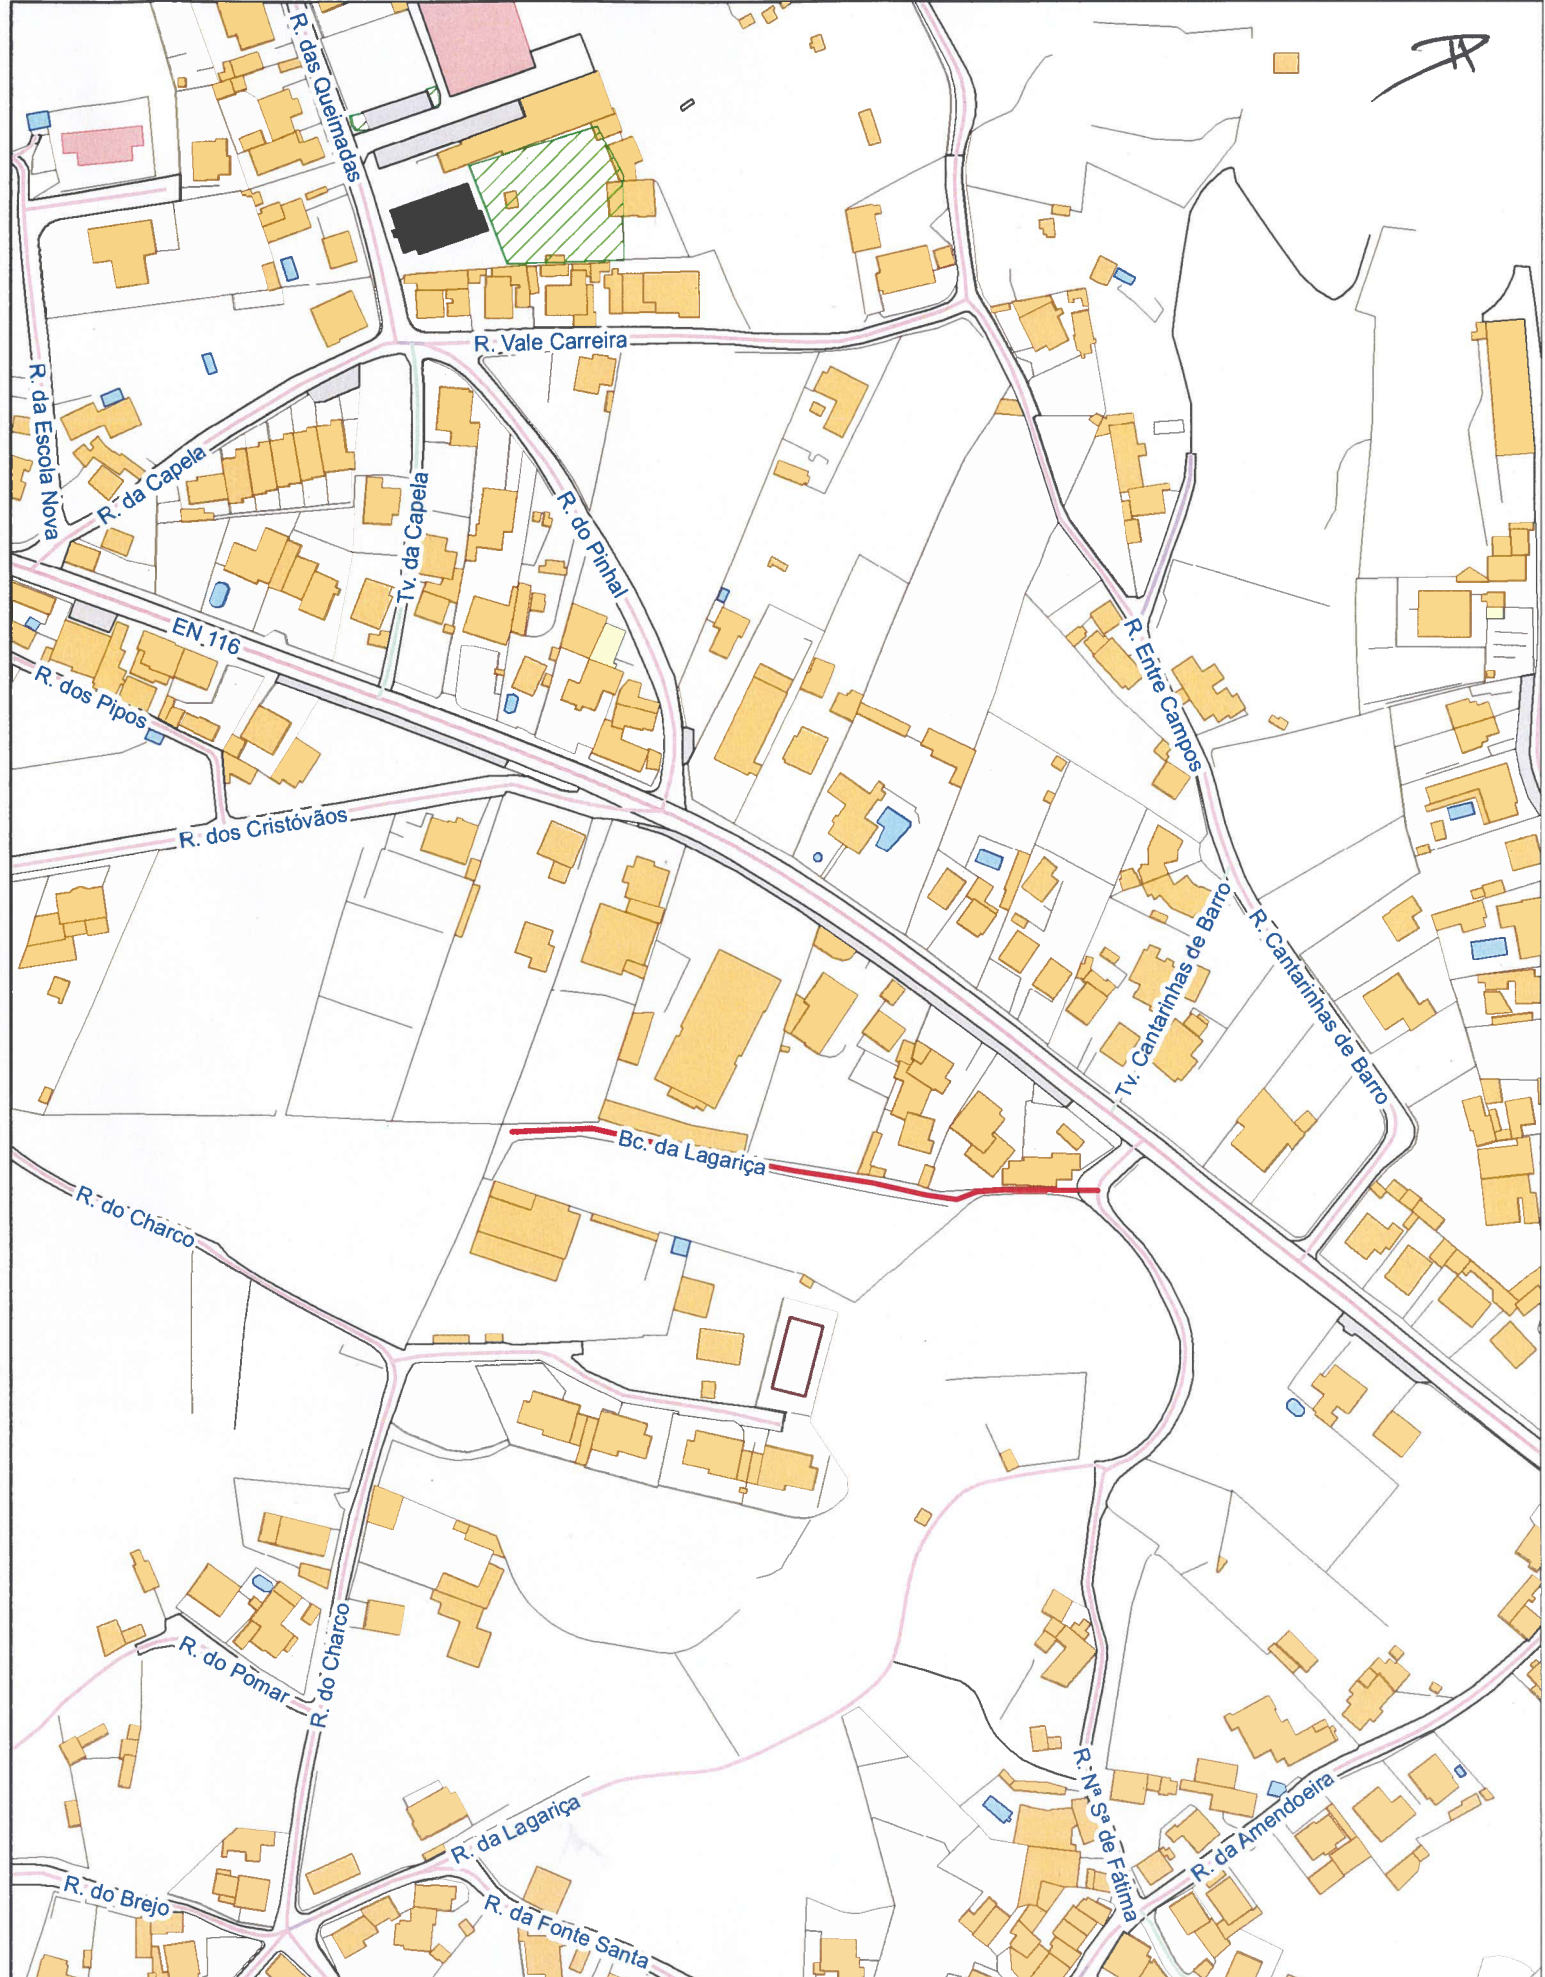 R. das Queimadas
R. Vale Carreira
R. da Escola Nova
R. da Capela
Tv. da Capela
R. do Pinhal
EN 116
R. dos Pipos
R. dos Cristóvãos
R. Entre Campos
Tv. Cantarinhas de Barro
R. Cantarinhas de Barro
Bc. da Lagariça
R. do Charco
R. do Pomar
R. do Charco
R. da Lagariça
R. do Brejo
R. da Fonte Santa
R. Nª Sª de Fátima
R. da Amendoeira